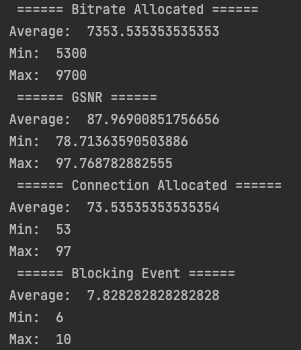 ====== Bitrate Allocated ======
Average:  7353.535353535353
Min:  5300
Max:  9700
====== GSNR ======
Average:  87.96900851756656
Min:  78.71363590503886
Max:  97.768782882555
====== Connection Allocated ======
Average:  73.53535353535354
Min:  53
Max:  97
====== Blocking Event ======
Average:  7.828282828282828
Min:  6
Max:  10